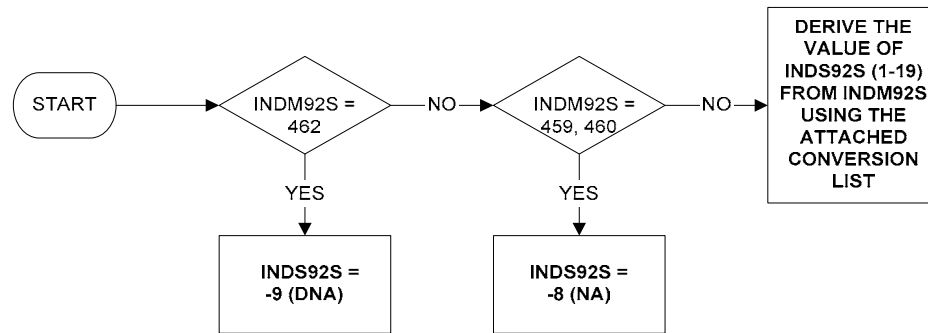 START
INDM92S =
462
NO
INDM92S =
459, 460
NO
DERIVE THE
VALUE OF
INDS92S (1-19)
FROM INDM92S
USING THE
ATTACHED
CONVERSION
LIST
YES
YES
INDS92S =
-9 (DNA)
INDS92S =
-8 (NA)